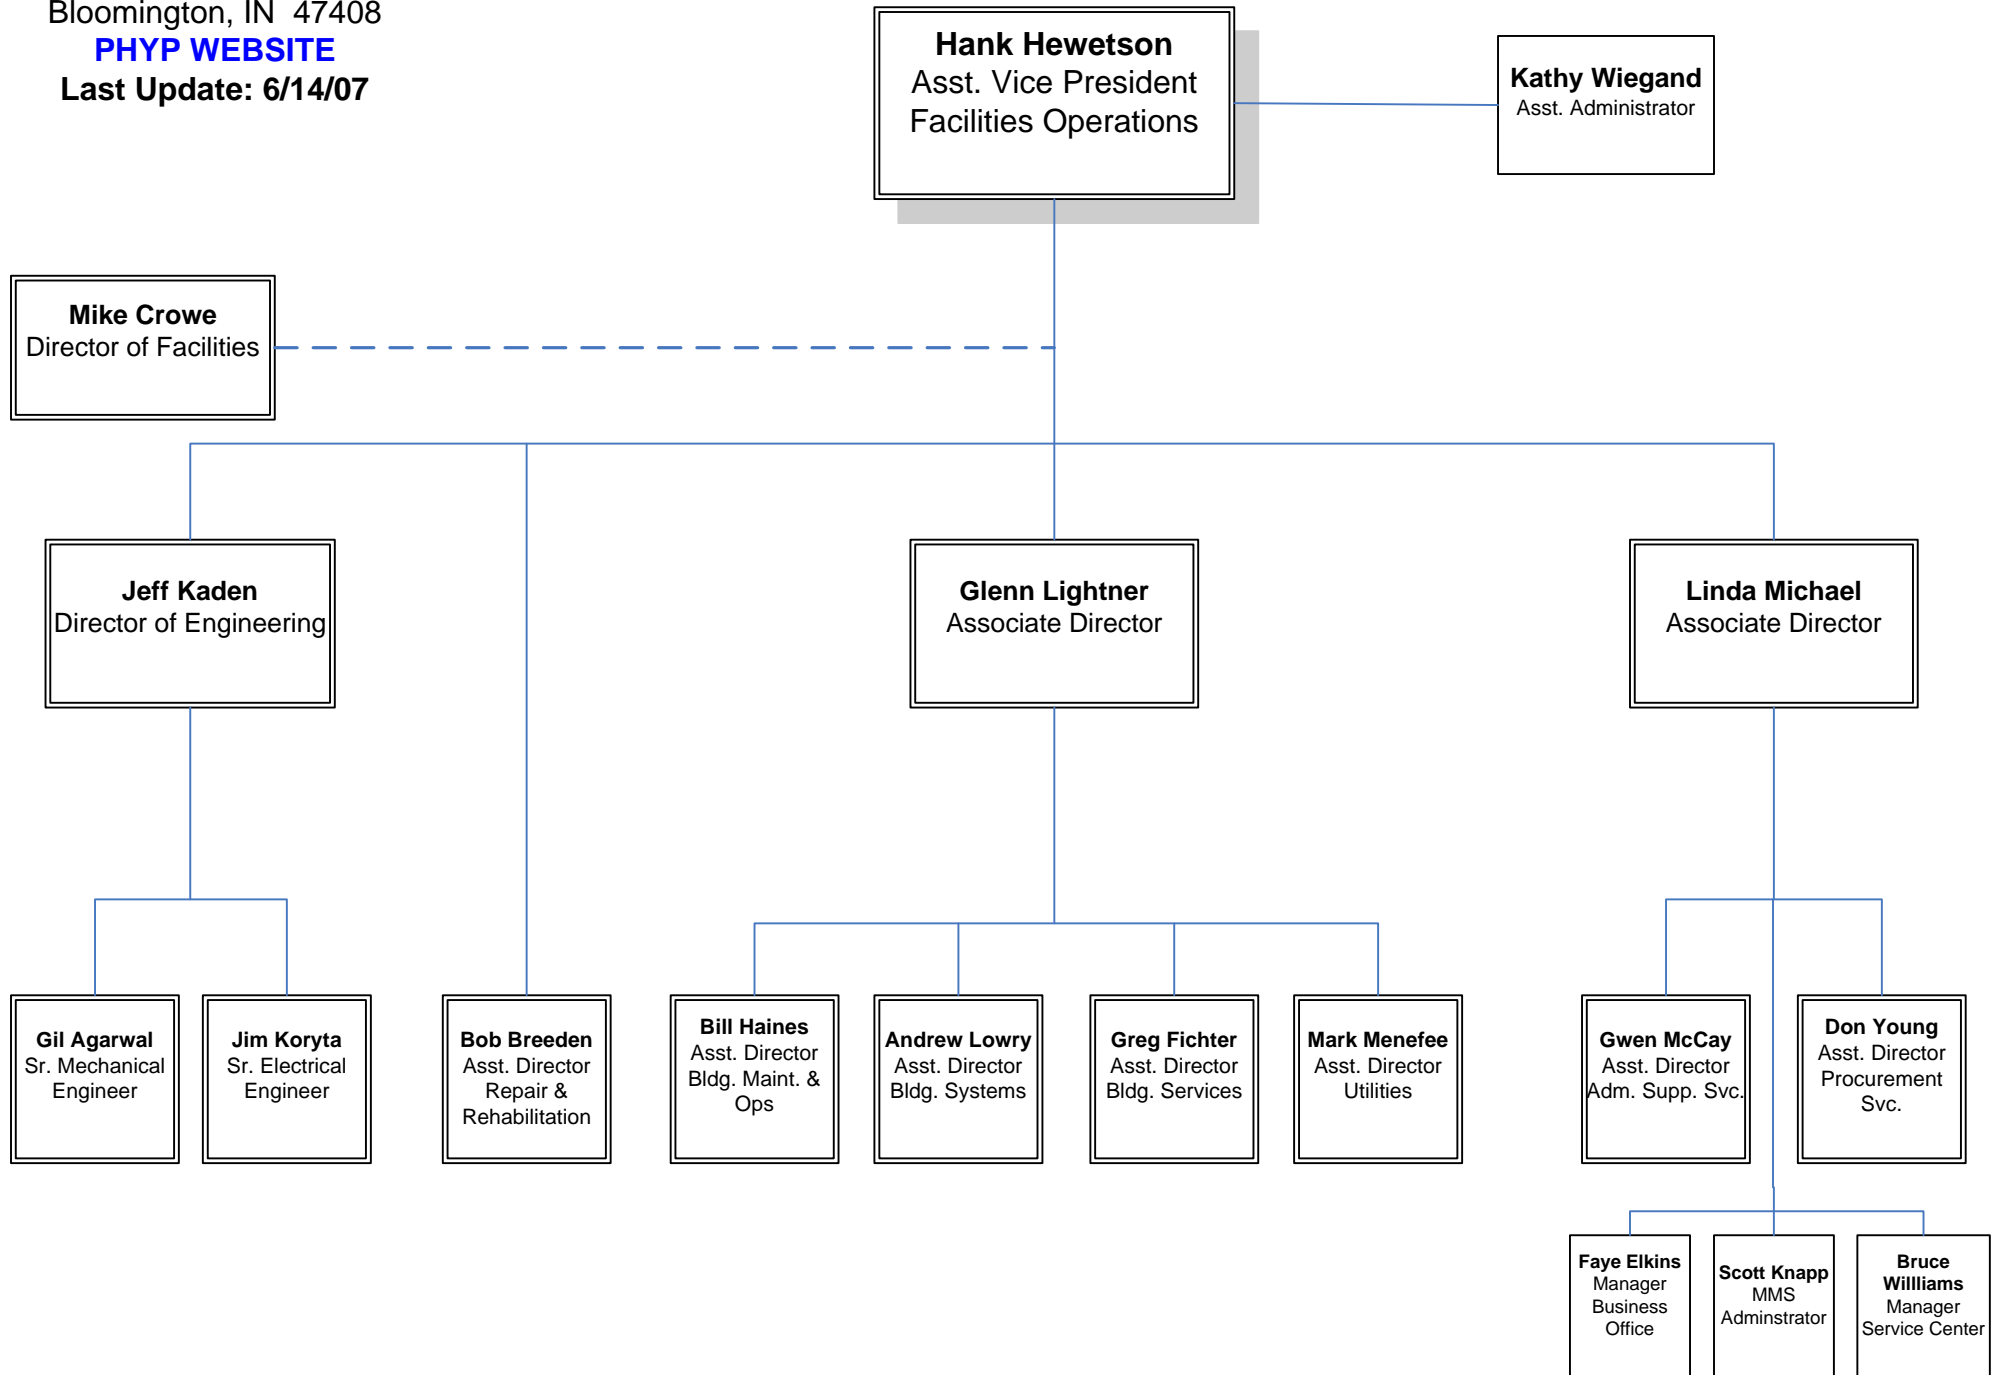 Bloomington, IN  47408
PHYP WEBSITE
Last Update: 6/14/07
Hank Hewetson
Asst. Vice President
Facilities Operations
Kathy Wiegand
Asst. Administrator
Mike Crowe
Director of Facilities
Jeff Kaden
Director of Engineering
Glenn Lightner
Associate Director
Linda Michael
Associate Director
Gil Agarwal
Sr. Mechanical
Engineer
Jim Koryta
Sr. Electrical
Engineer
Bob Breeden
Asst. Director
Repair &
Rehabilitation
Bill Haines
Asst. Director
Bldg. Maint. &
Ops
Andrew Lowry
Asst. Director
Bldg. Systems
Greg Fichter
Asst. Director
Bldg. Services
Mark Menefee
Asst. Director
Utilities
Gwen McCay
Asst. Director
Adm. Supp. Svc.
Don Young
Asst. Director
Procurement
Svc.
Faye Elkins
Manager
Business
Office
Scott Knapp
MMS
Adminstrator
Bruce
Willliams
Manager
Service Center